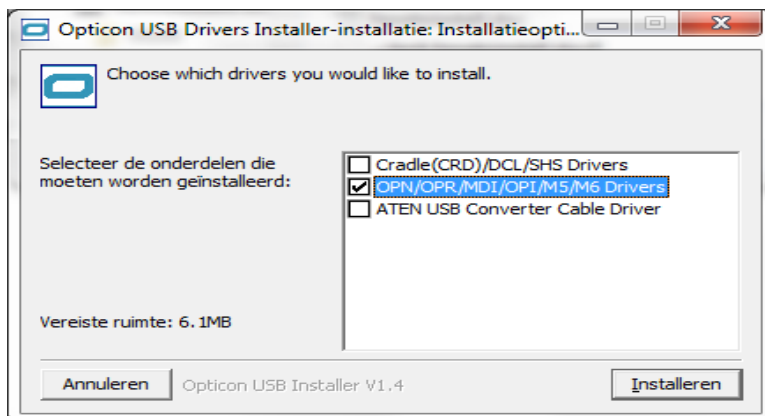 Opticon USB Drivers Installer-installatie: Installatieopti...
Choose which drivers you would like to install.
Selecteer de onderdelen die
moeten worden geïnstalleerd:
Cradle(CRD)/DCL/SHS Drivers
OPN/OPR/MDI/OPI/M5/M6 Drivers
ATEN USB Converter Cable Driver
Vereiste ruimte: 6.1MB
Annuleren
Opticon USB Installer V1.4
Installeren